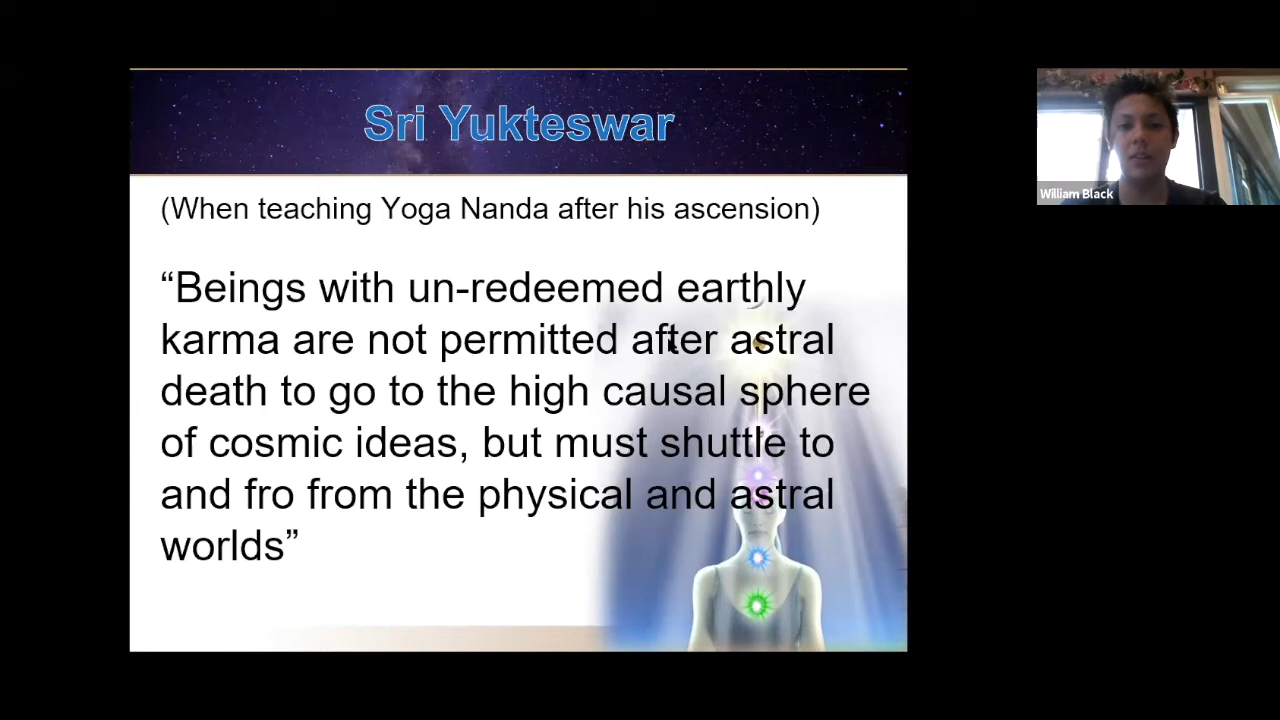 Sri Yukteswar
(When teaching Yoga Nanda after his ascension)
“Beings with un-redeemed earthly
karma are not permitted after astral
death to go to the high causal sphere
of cosmic ideas, but must shuttle to
and fro from the physical and astral
worlds”
William Black